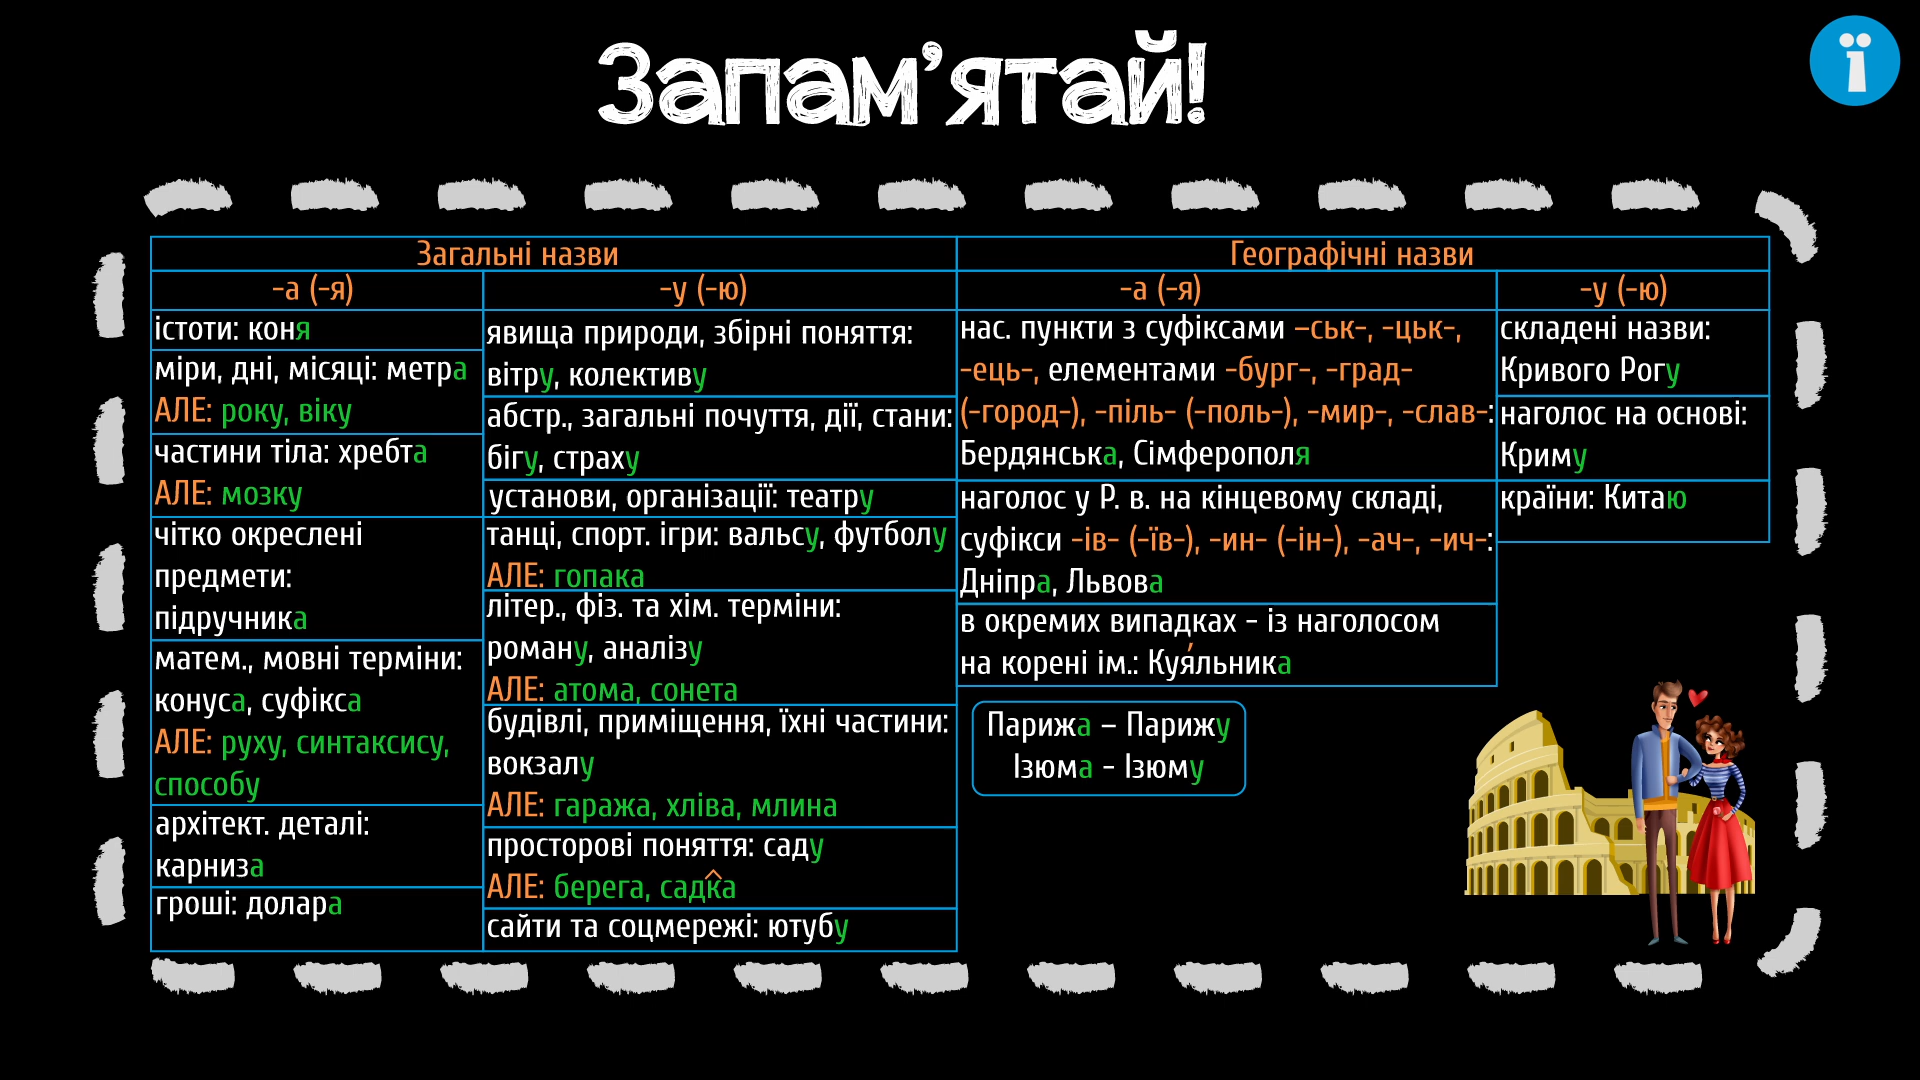 Запам’ятай!
ї
Загальні назви
-а (-я)
істоти: коня
міри, дні, місяці: метра
АЛЕ: року, віку
частини тіла: хребта
АЛЕ: мозку
чітко окреслені
предмети:
підручника
матем., мовні терміни:
конуса, суфікса
АЛЕ: руху, синтаксису,
способу
архітект. деталі:
карниза
гроші: долара
-у (-ю)
явища природи, збірні поняття:
вітру, колективу
абстр., загальні почуття, дії, стани:
бігу, страху
установи, організації: театру
танці, спорт. ігри: вальсу, футболу
АЛЕ: гопака
літер., фіз. та хім. терміни:
роману, аналізу
АЛЕ: атома, сонета
будівлі, приміщення, їхні частини:
вокзалу
АЛЕ: гаража, хліва, млина
просторові поняття: саду
АЛЕ: берега, садка
сайти та соцмережі: ютубу
Географічні назви
-а (-я)
нас. пункти з суфіксами –ськ-, -цьк-,
-ець-, елементами -бург-, -град-
(-город-), -піль- (-поль-), -мир-, -слав-:
Бердянська, Сімферополя
наголос у Р. в. на кінцевому складі,
суфікси -ів- (-їв-), -ин- (-ін-), -ач-, -ич-:
Дніпра, Львова
в окремих випадках - із наголосом
на корені ім.: Куя́льника
-у (-ю)
складені назви:
Кривого Рогу
наголос на основі:
Криму
країни: Китаю
Парижа – Парижу
Ізюма - Ізюму